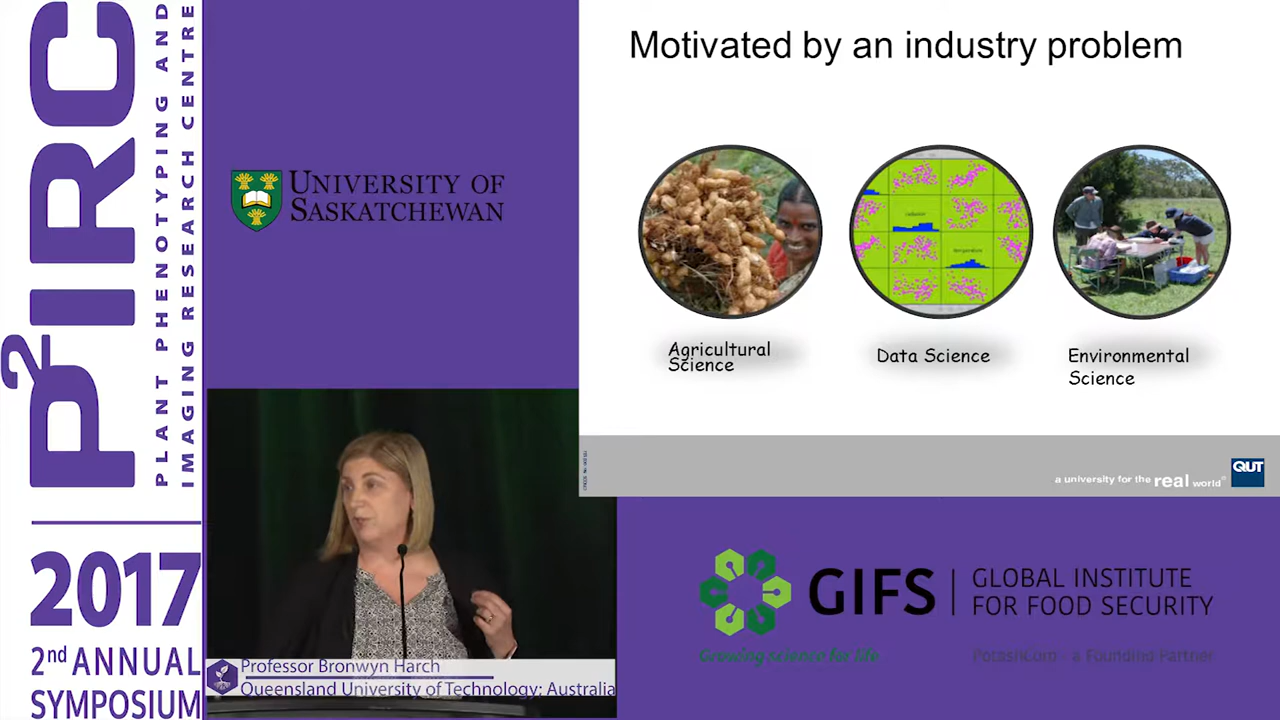 P²IRC
PLANT PHENOTYPING AND
IMAGING RESEARCH CENTRE
2017
2nd ANNUAL
SYMPOSIUM
UNIVERSITY OF
SASKATCHEWAN
Motivated by an industry problem
radiation
temperature
Agricultural
Science
Data Science
Environmental
Science
a university for the real world®
QUT
Professor Bronwyn Harch
Queensland University of Technology: Australia
GIFS
GLOBAL INSTITUTE
FOR FOOD SECURITY
Growing science for life
PotashCorp - a Founding Partner